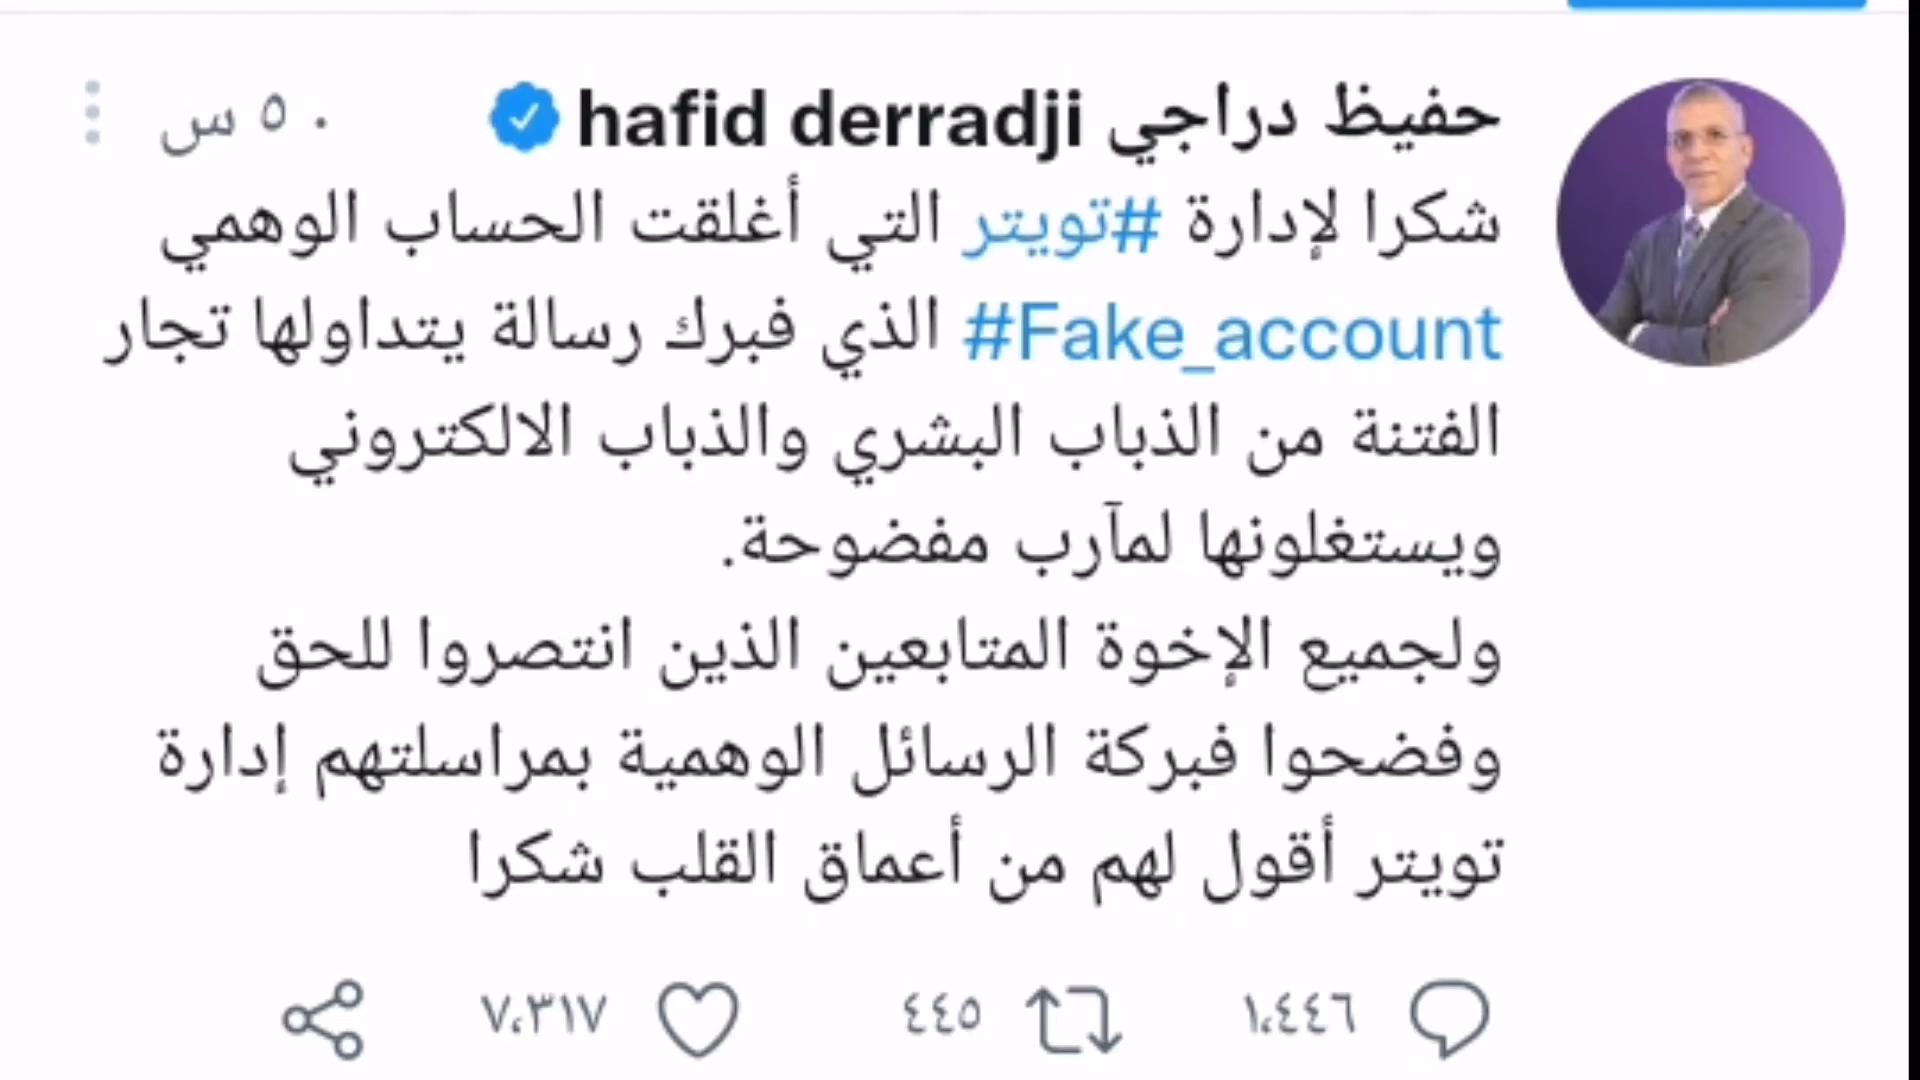 حفيظ دراجي hafid derradji . ٥٠ س
شكرا لإدارة #تويتر التي أغلقت الحساب الوهمي
#Fake_account الذي فبرك رسالة يتداولها تجار
الفتنة من الذباب البشري والذباب الالكتروني
ويستغلونها لمآرب مفضوحة.
ولجميع الإخوة المتابعين الذين انتصروا للحق
وفضحوا فبركة الرسائل الوهمية بمراسلتهم إدارة
تويتر أقول لهم من أعماق القلب شكرا
١،٤٤٦ ٤٤٥ ٧،٣١٧